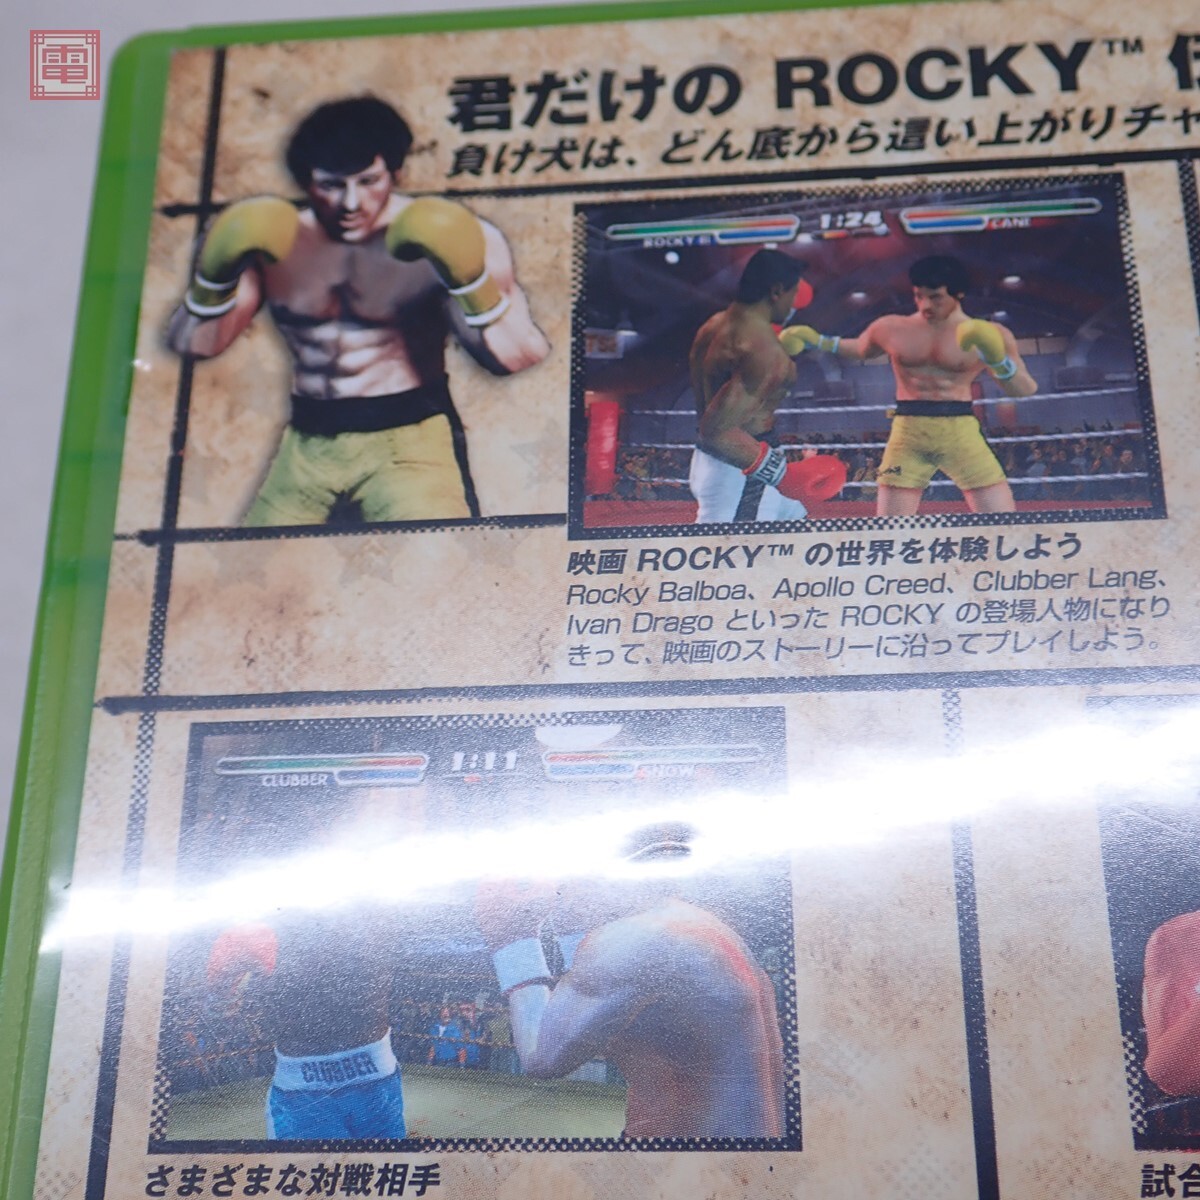 電
君だけの ROCKY™ 伝
負け犬は、どん底から這い上がりチャ
1:24
ROCKY III
CANE
映画 ROCKY™ の世界を体験しよう
Rocky Balboa、Apollo Creed、Clubber Lang、
Ivan Drago といった ROCKY の登場人物になり
きって、映画のストーリーに沿ってプレイしよう。
1:11
CLUBBER
SNOW
CLUBBER
さまざまな対戦相手
試合